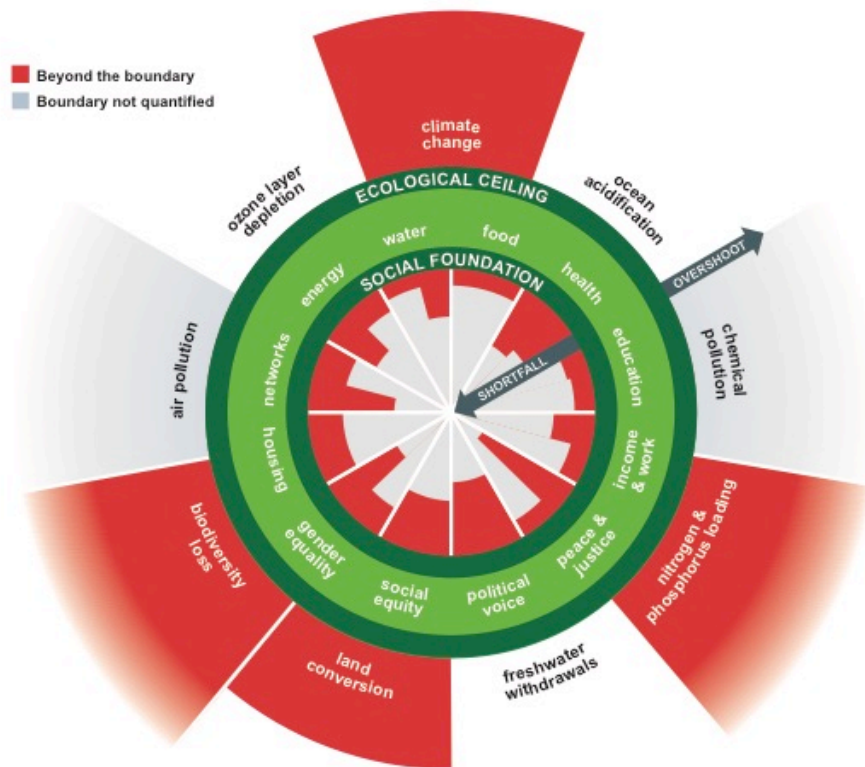 Beyond the boundary
Boundary not quantified
climate
change
ozone layer
depletion
ocean
acidification
ECOLOGICAL CEILING
OVERSHOOT
water
food
energy
health
SOCIAL FOUNDATION
SHORTFALL
networks
education
air pollution
chemical
pollution
housing
income
& work
gender
equality
peace &
justice
social
equity
political
voice
biodiversity
loss
nitrogen &
phosphorus loading
land
conversion
freshwater
withdrawals